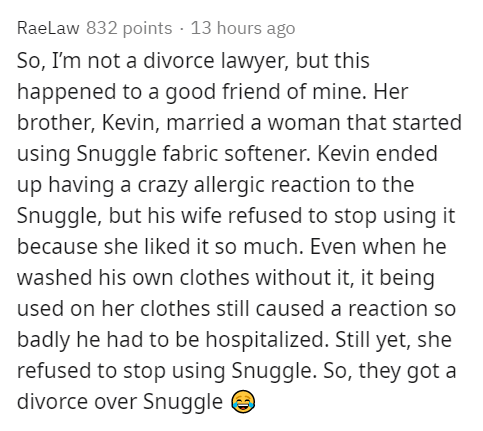 RaeLaw 832 points · 13 hours ago
So, I’m not a divorce lawyer, but this
happened to a good friend of mine. Her
brother, Kevin, married a woman that started
using Snuggle fabric softener. Kevin ended
up having a crazy allergic reaction to the
Snuggle, but his wife refused to stop using it
because she liked it so much. Even when he
washed his own clothes without it, it being
used on her clothes still caused a reaction so
badly he had to be hospitalized. Still yet, she
refused to stop using Snuggle. So, they got a
divorce over Snuggle 😂